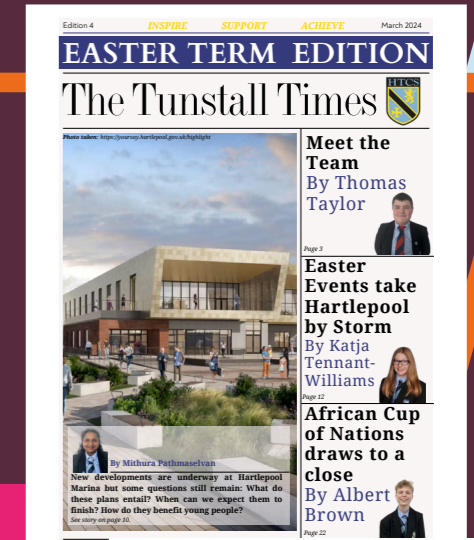 Edition 4 INSPIRE SUPPORT ACHIEVE March 2024
EASTER TERM EDITION
The Tunstall Times
HTCS
Photo taken: https://yoursay.hartlepool.gov.uk/highlight
Meet the
Team
By Thomas
Taylor
Page 3
Easter
Events take
Hartlepool
by Storm
By Katja
Tennant-
Williams
Page 12
African Cup
of Nations
draws to a
close
By Albert
Brown
Page 22
By Mithura Pathmaselvan
New developments are underway at Hartlepool
Marina but some questions still remain: What do
these plans entail? When can we expect them to
finish? How do they benefit young people?
See story on page 10.